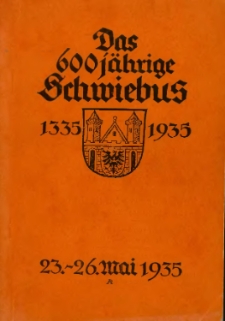 Das
600jährige
Schwiebus
1335 1935
23.-26. Mai 1935